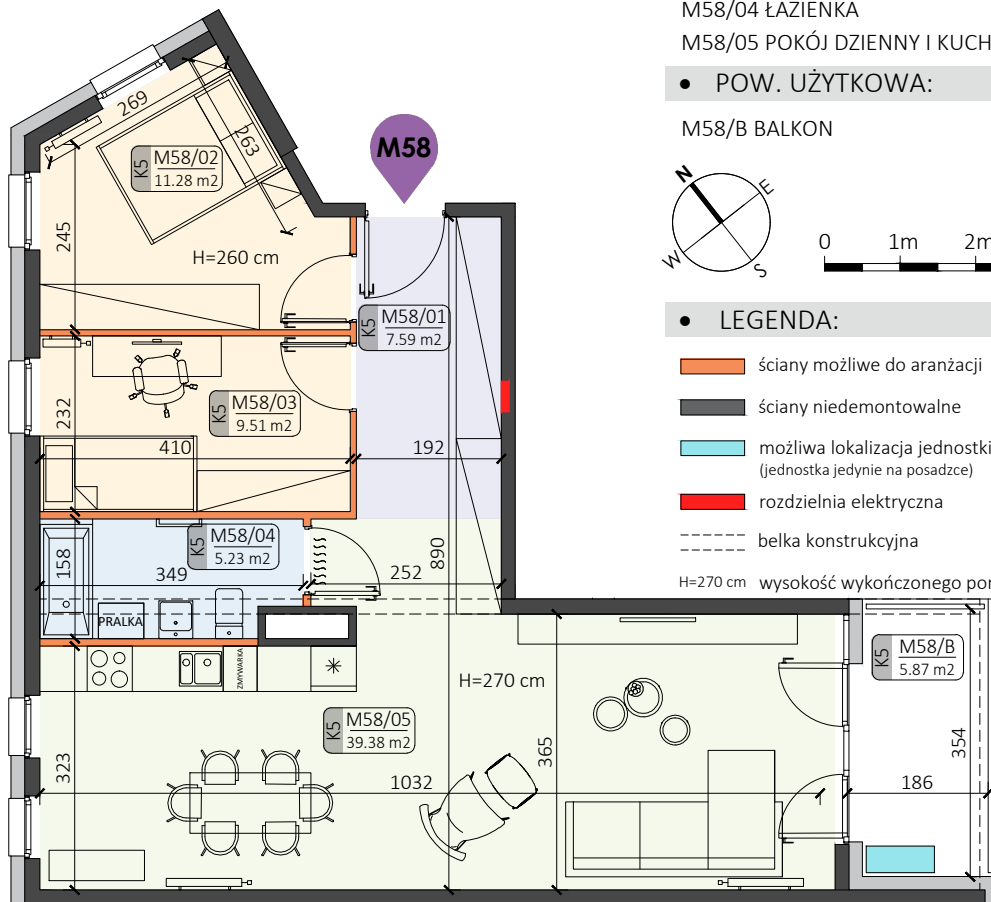 M58/04 ŁAZIENKA
M58/05 POKÓJ DZIENNY I KUCH
• POW. UŻYTKOWA:
M58/B BALKON
N
E
W
S
0 1m 2m
• LEGENDA:
ściany możliwe do aranżacji
ściany niedemontowalne
możliwa lokalizacja jednostki
(jednostka jedynie na posadzce)
rozdzielnia elektryczna
belka konstrukcyjna
H=270 cm wysokość wykończonego pom
M58
269
263
K5 M58/02
11.28 m2
245
H=260 cm
K5 M58/01
7.59 m2
232
K5 M58/03
9.51 m2
410
192
K5 M58/04
5.23 m2
158
349
252
890
PRALKA
ZMYWARKA
H=270 cm
K5 M58/05
39.38 m2
323
1032
365
K5 M58/B
5.87 m2
354
186